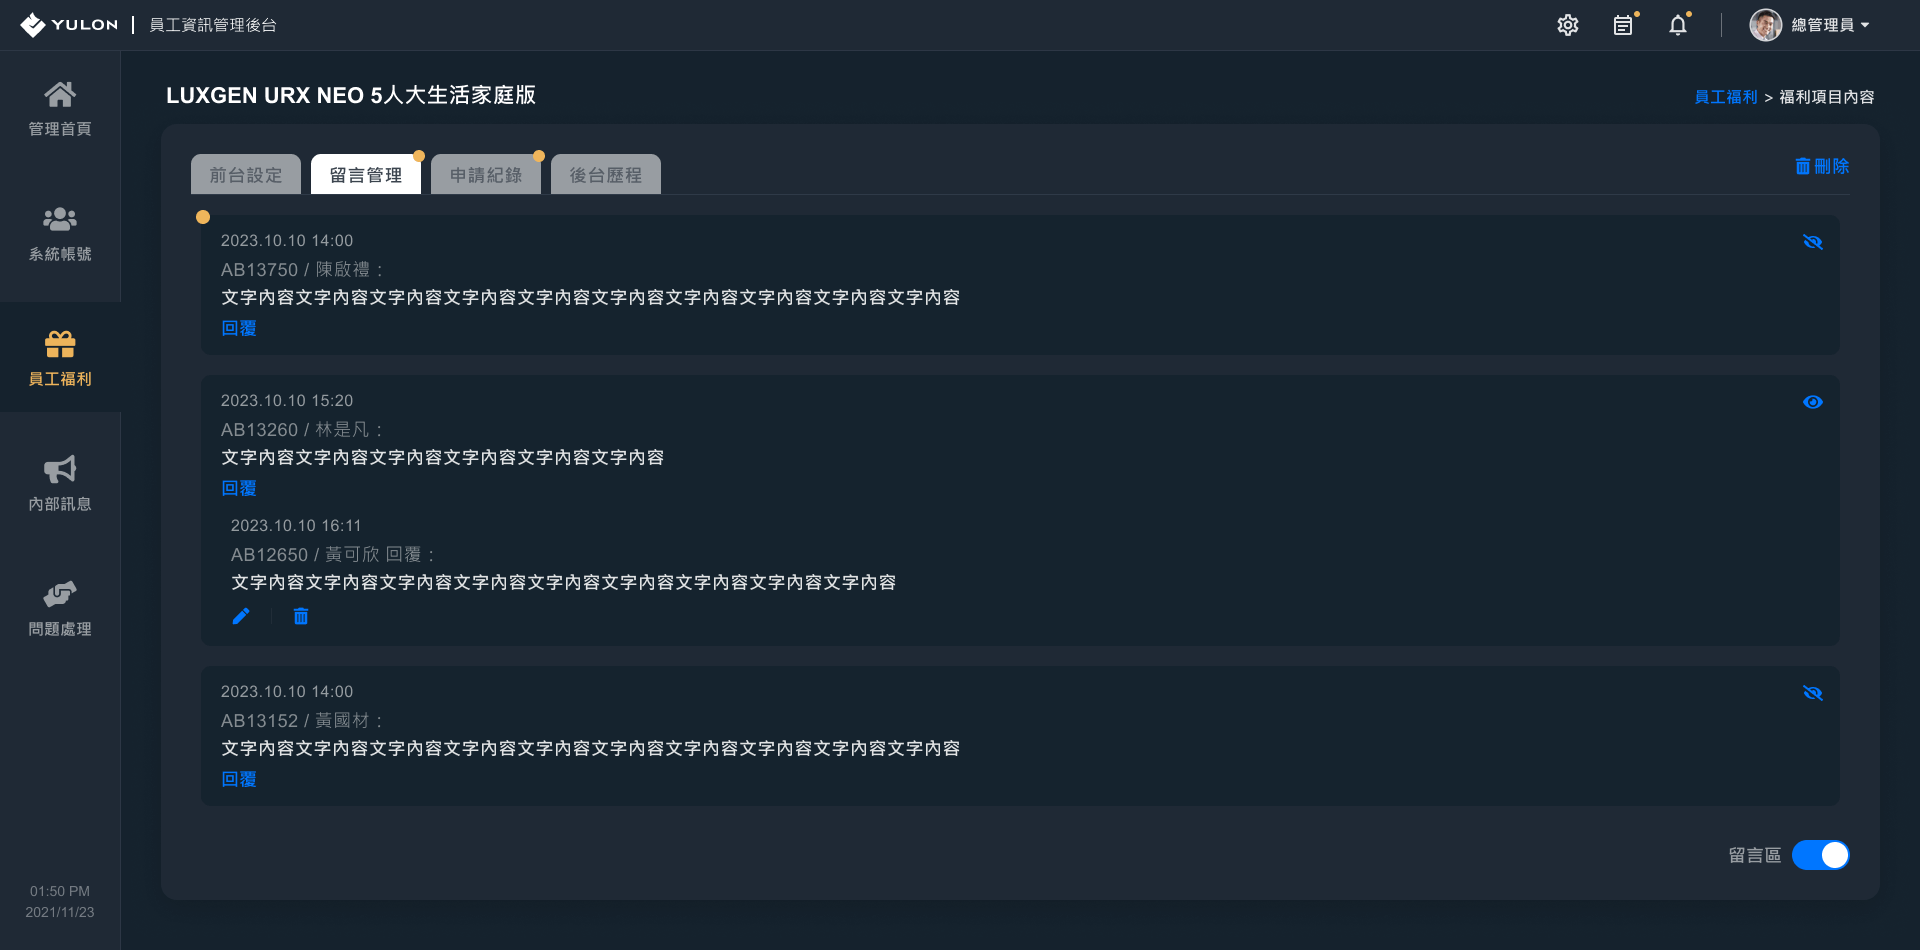 YULON
員工資訊管理後台
總管理員
管理首頁
系統帳號
員工福利
內部訊息
問題處理
01:50 PM
2021/11/23
LUXGEN URX NEO 5人大生活家庭版
員工福利 > 福利項目內容
前台設定
留言管理
申請紀錄
後台歷程
刪除
2023.10.10 14:00
AB13750 / 陳啟禮：
文字內容文字內容文字內容文字內容文字內容文字內容文字內容文字內容文字內容文字內容
回覆
2023.10.10 15:20
AB13260 / 林是凡：
文字內容文字內容文字內容文字內容文字內容文字內容
回覆
2023.10.10 16:11
AB12650 / 黃可欣 回覆：
文字內容文字內容文字內容文字內容文字內容文字內容文字內容文字內容文字內容
2023.10.10 14:00
AB13152 / 黃國材：
文字內容文字內容文字內容文字內容文字內容文字內容文字內容文字內容文字內容文字內容
回覆
留言區